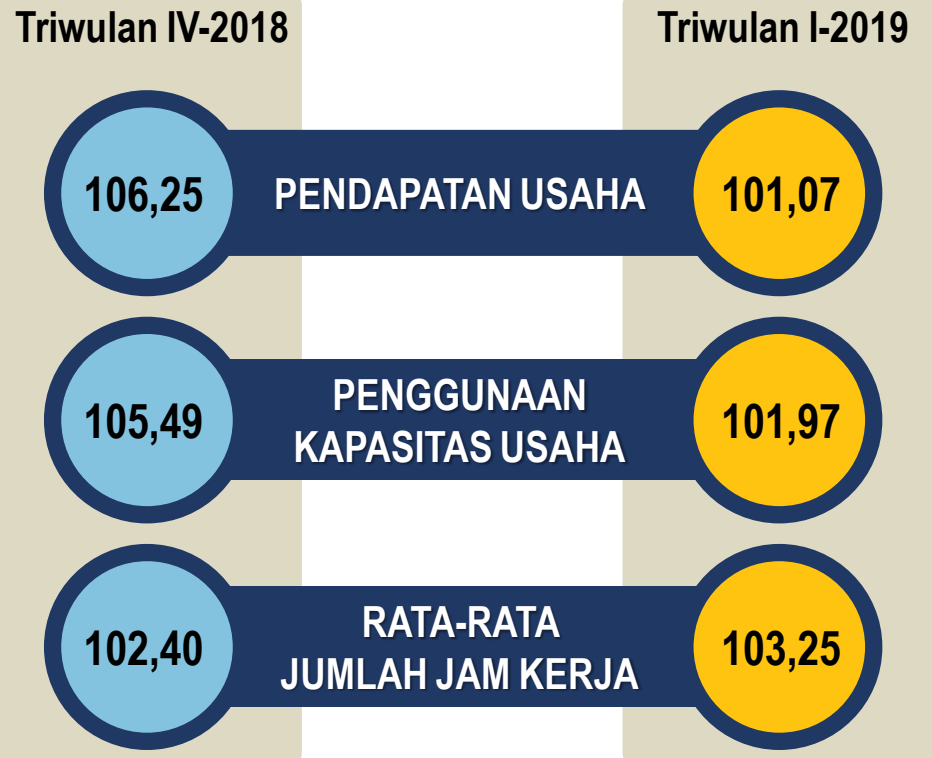 Triwulan IV-2018
Triwulan I-2019
106,25
PENDAPATAN USAHA
101,07
105,49
PENGGUNAAN
KAPASITAS USAHA
101,97
102,40
RATA-RATA
JUMLAH JAM KERJA
103,25